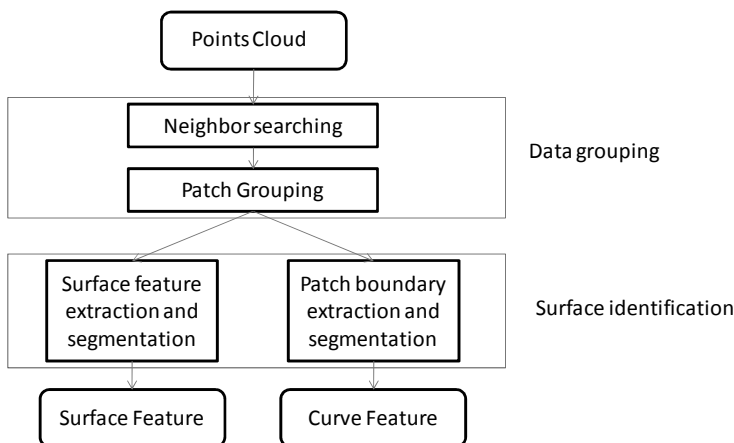 Points Cloud
Neighbor searching
Data grouping
Patch Grouping
Surface feature
extraction and
segmentation
Patch boundary
extraction and
segmentation
Surface identification
Surface Feature
Curve Feature